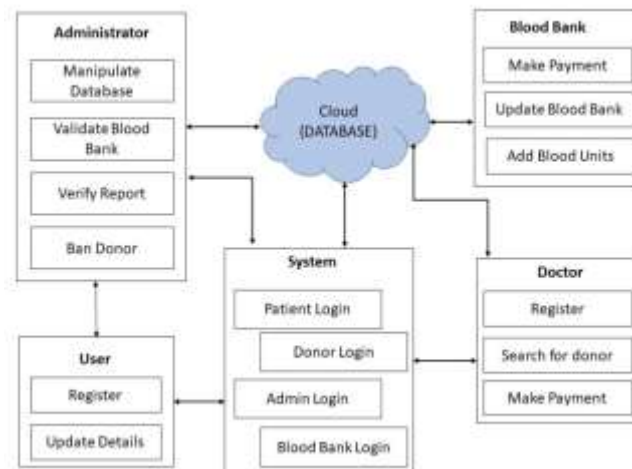 Administrator
Manipulate
Database
Validate Blood
Bank
Verify Report
Ban Donor
Cloud
(DATABASE)
Blood Bank
Make Payment
Update Blood Bank
Add Blood Units
System
Patient Login
Donor Login
Admin Login
Blood Bank Login
Doctor
Register
Search for donor
Make Payment
User
Register
Update Details